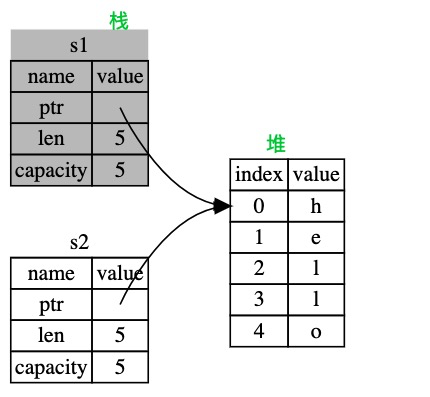 栈
s1
name value
ptr
len 5
capacity 5
堆
index value
0 h
1 e
2 l
3 l
4 o
s2
name value
ptr
len 5
capacity 5